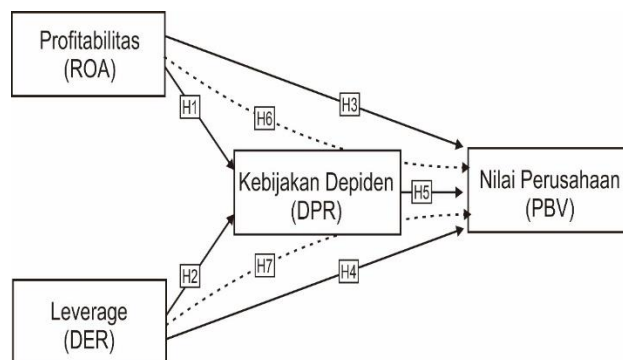 Profitabilitas
(ROA)
H1
H6
H3
Kebijakan Depiden
(DPR)
H5
Nilai Perusahaan
(PBV)
H2
H7
H4
Leverage
(DER)